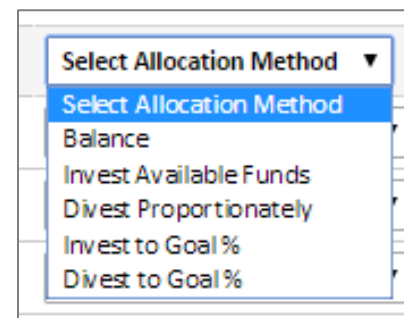 Select Allocation Method ▼
Select Allocation Method
Balance
Invest Available Funds
Divest Proportionately
Invest to Goal %
Divest to Goal %